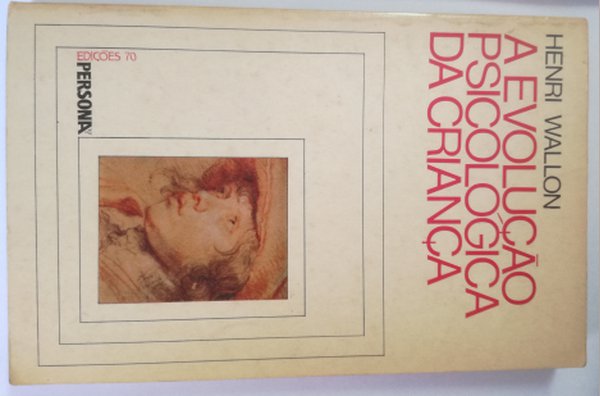 HENRI WALLON
A EVOLUÇÃO
PSICOLÓGICA
DA CRIANÇA
EDIÇÕES 70
PERSONA